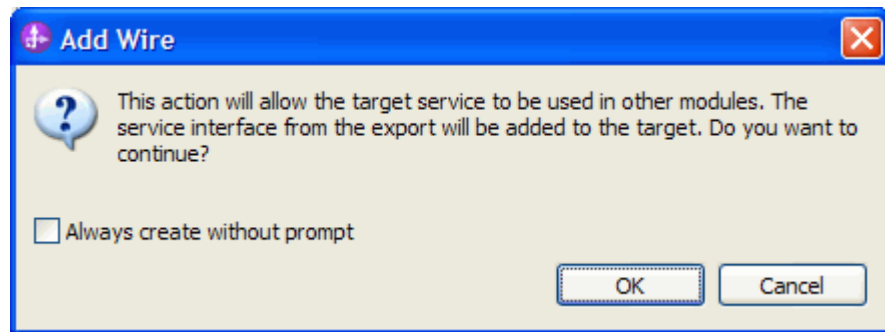 Add Wire
This action will allow the target service to be used in other modules. The
service interface from the export will be added to the target. Do you want to
continue?
Always create without prompt
OK
Cancel